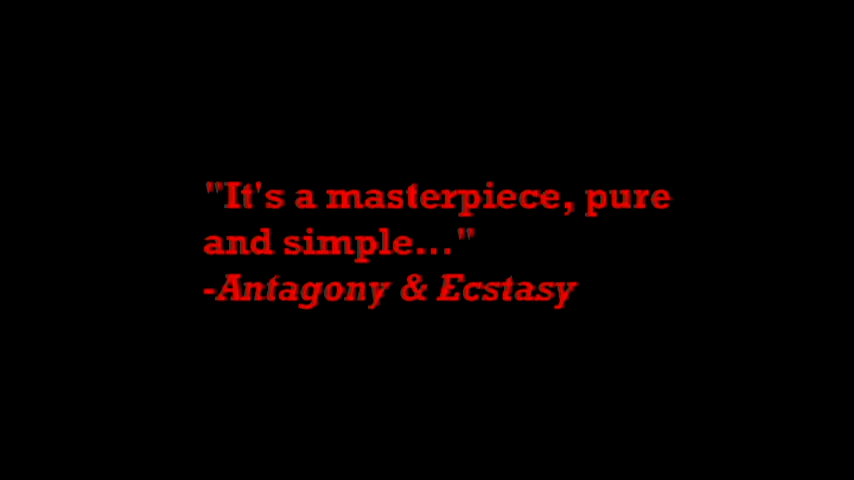 "It's a masterpiece, pure
and simple..."
-Antagony & Ecstasy